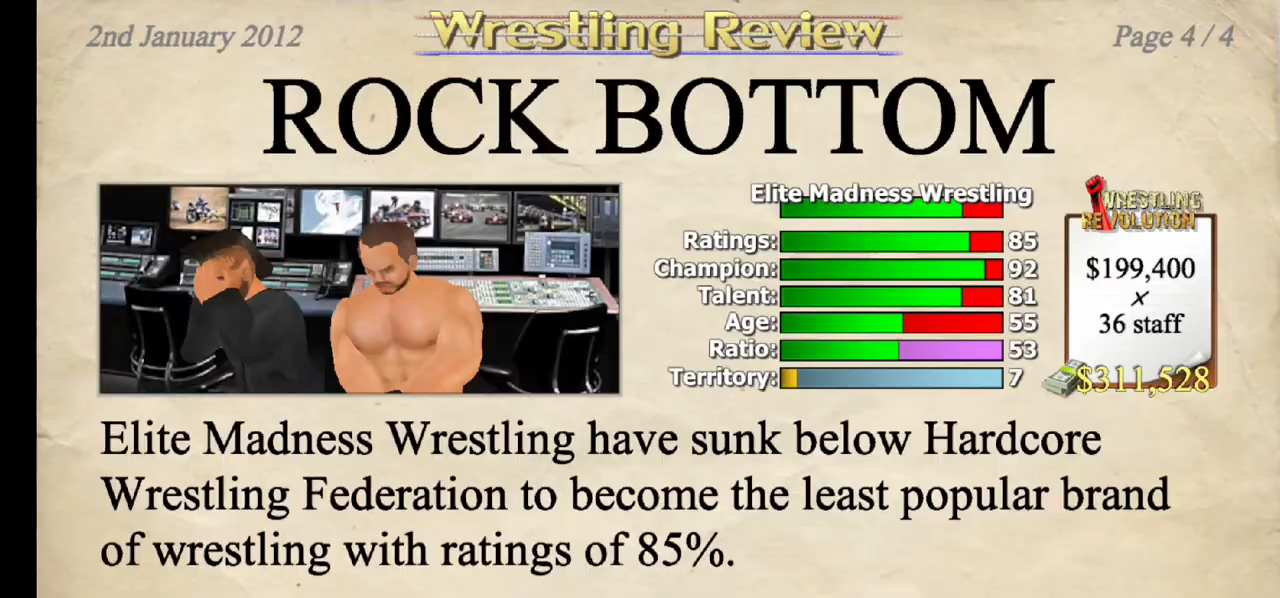 2nd January 2012
Wrestling Review
Page 4 / 4
ROCK BOTTOM
Elite Madness Wrestling
Ratings: 85
Champion: 92
Talent: 81
Age: 55
Ratio: 53
Territory: 7
WRESTLING
REVOLUTION
$199,400
x
36 staff
$311,528
Elite Madness Wrestling have sunk below Hardcore
Wrestling Federation to become the least popular brand
of wrestling with ratings of 85%.